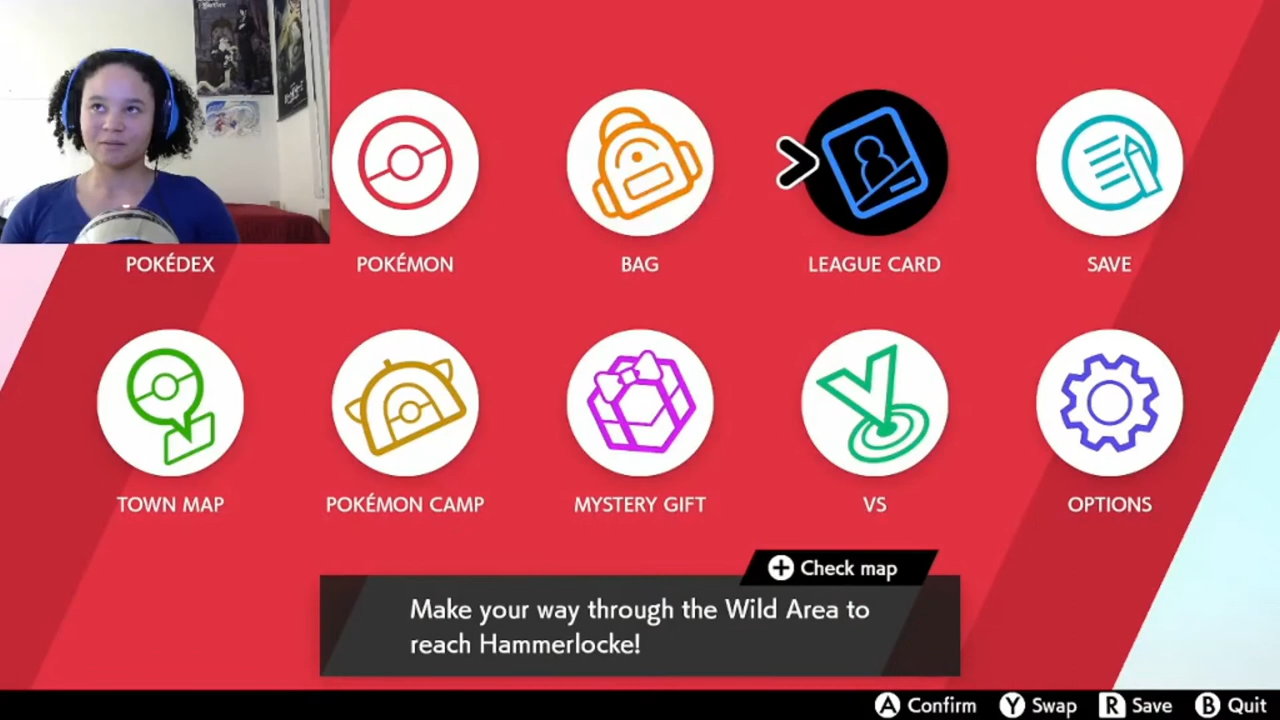 POKÉDEX
POKÉMON
BAG
LEAGUE CARD
SAVE
TOWN MAP
POKÉMON CAMP
MYSTERY GIFT
VS
OPTIONS
Check map
Make your way through the Wild Area to
reach Hammerlocke!
A Confirm
Y Swap
R Save
B Quit